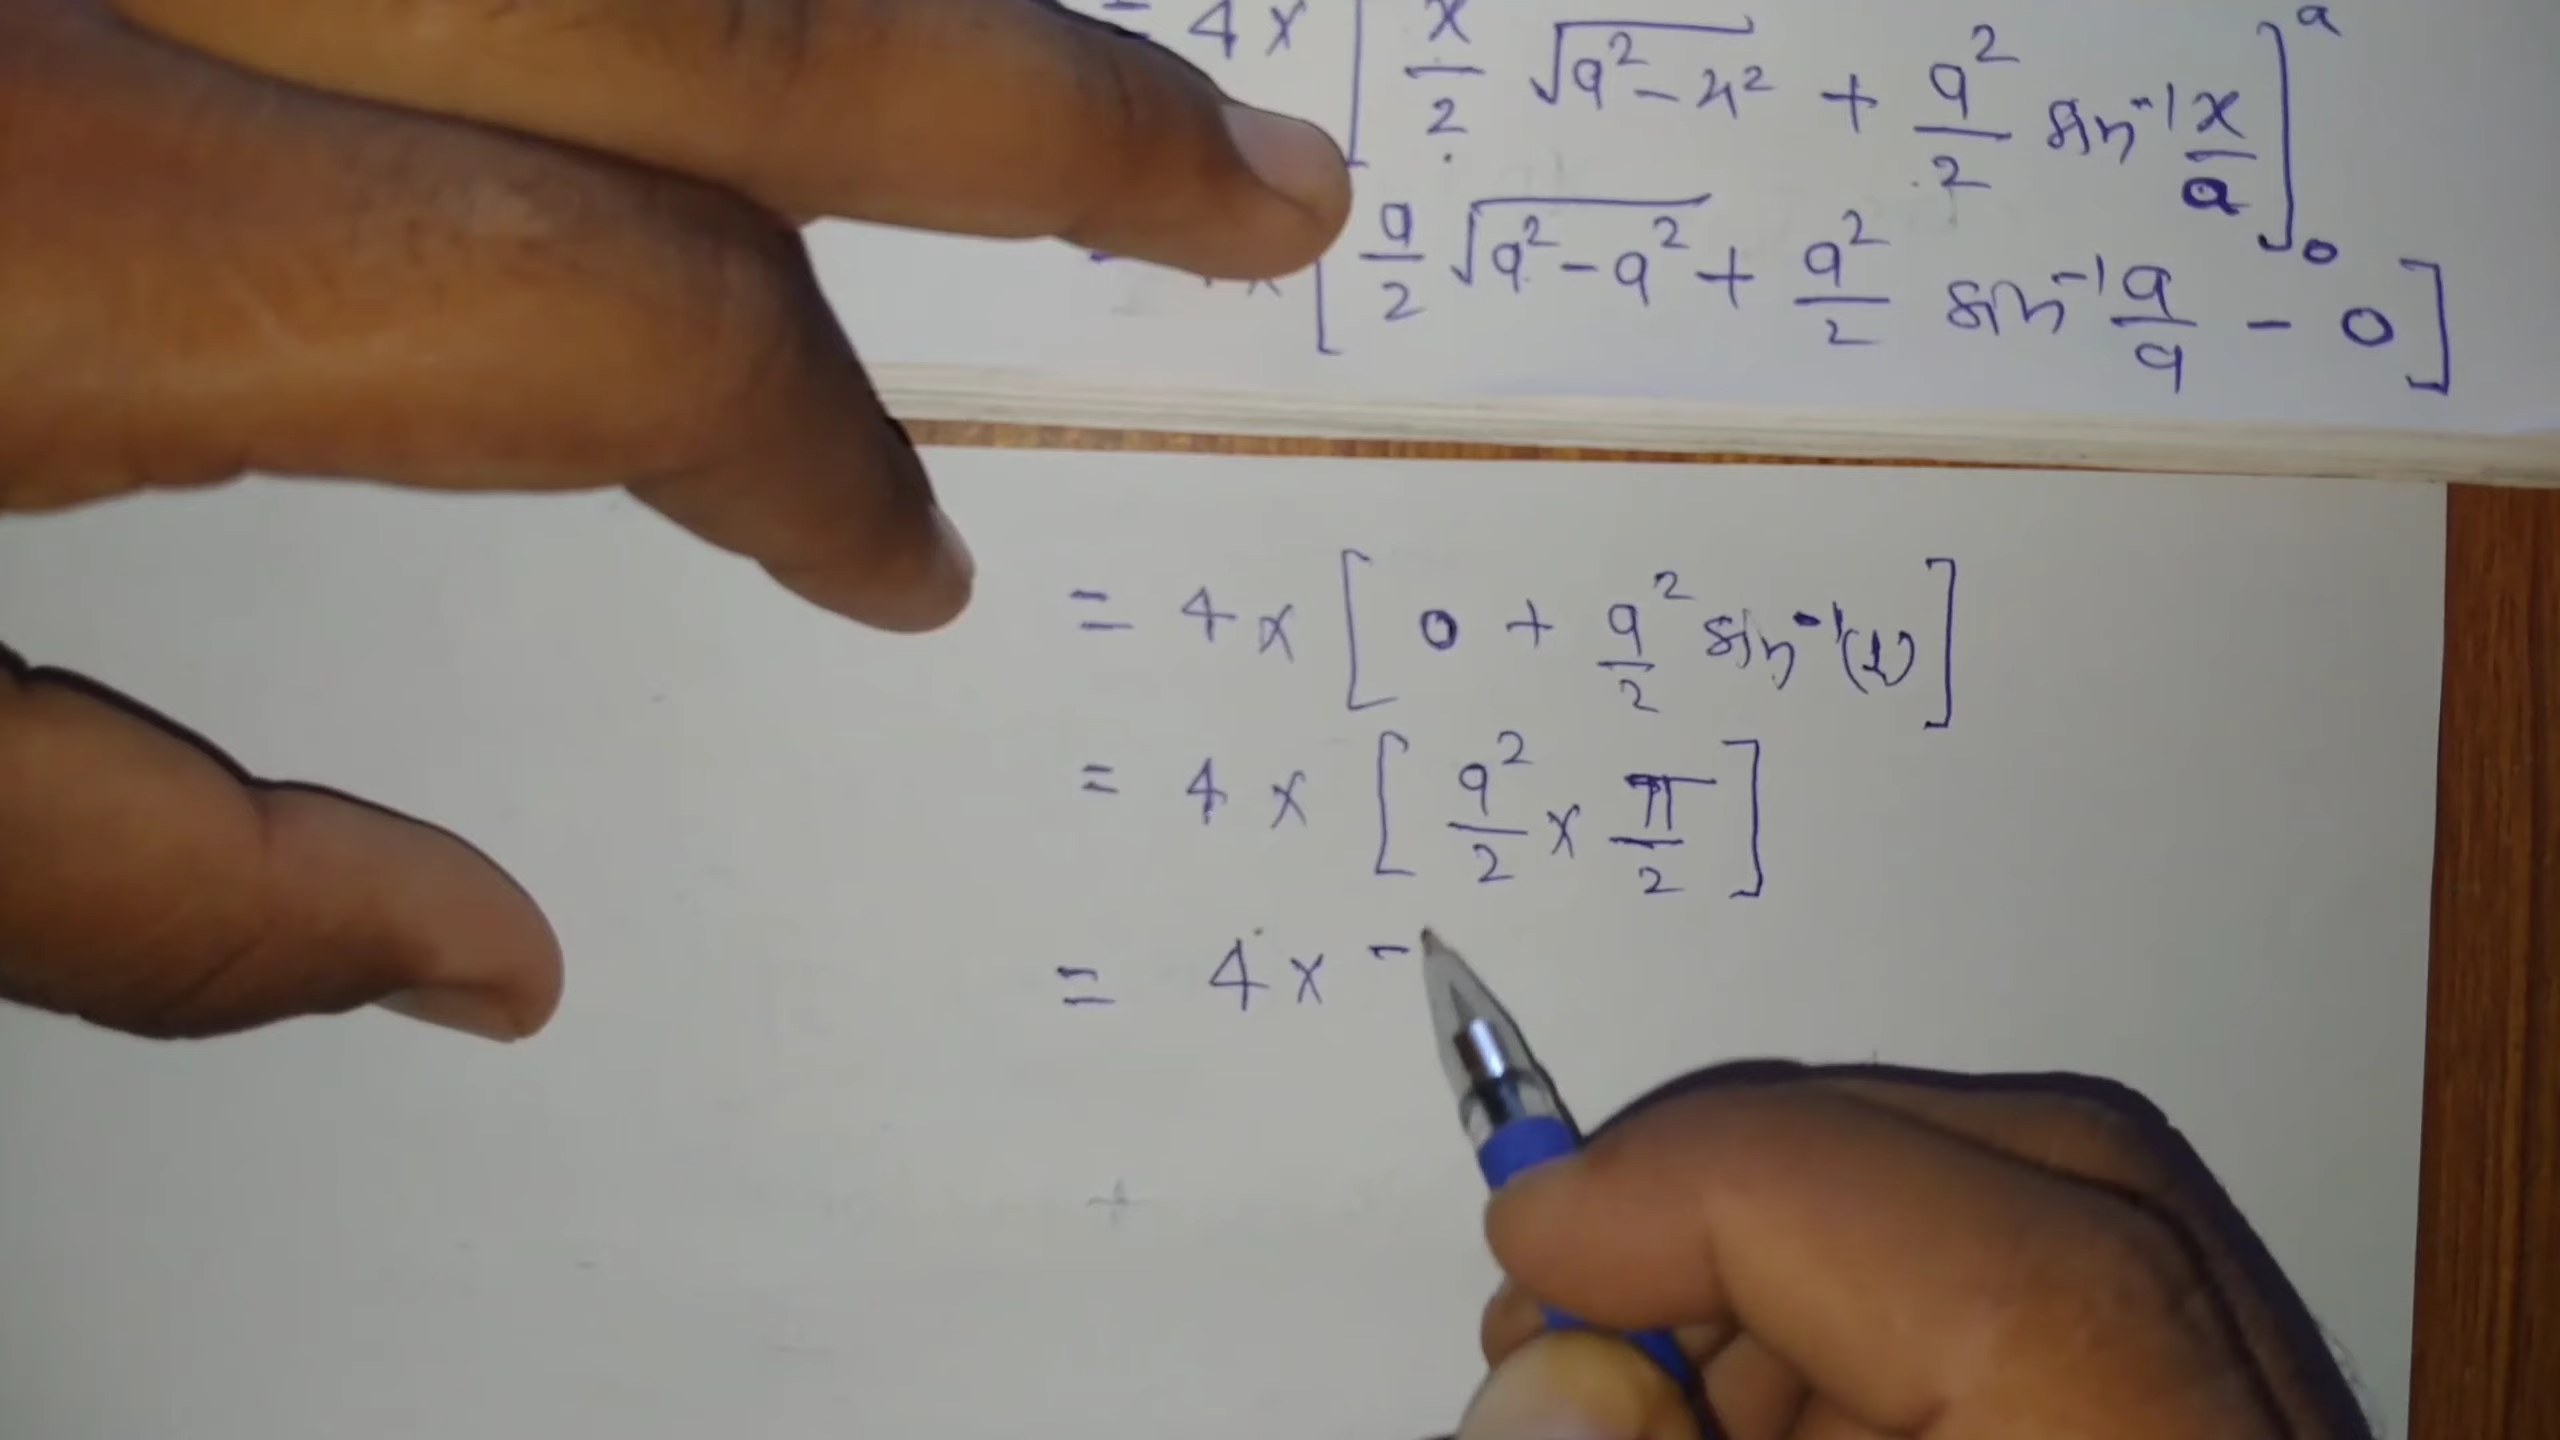 = 4 × [ x/2 √(a² - x²) + a²/2 sin⁻¹ x/a ]₀ᵃ
[ a/2 √(a² - a²) + a²/2 sin⁻¹ a/a - 0 ]
= 4 × [ 0 + a²/2 sin⁻¹(1) ]
= 4 × [ a²/2 × π/2 ]
= 4 ×